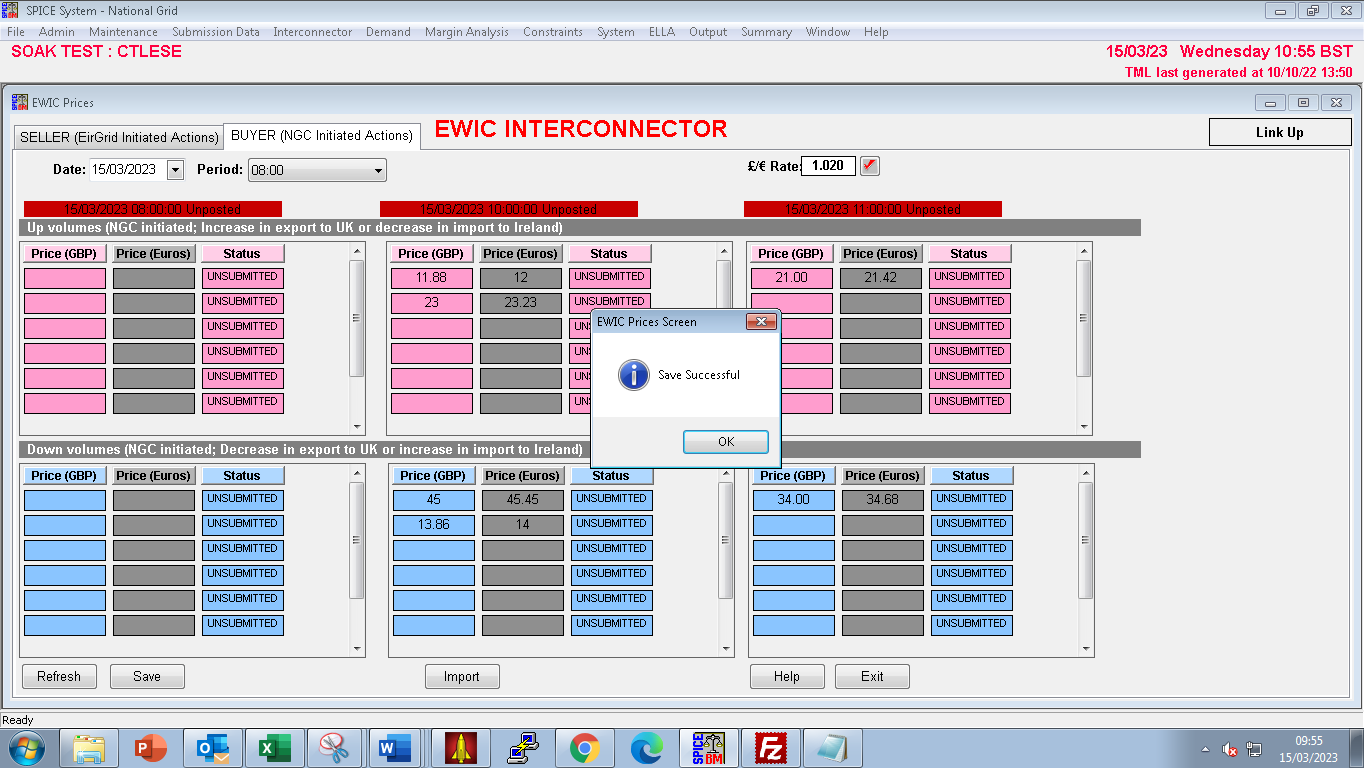 SPICE System - National Grid
File Admin Maintenance Submission Data Interconnector Demand Margin Analysis Constraints System ELLA Output Summary Window Help
SOAK TEST : CTLESE 15/03/23 Wednesday 10:55 BST
TML last generated at 10/10/22 13:50
EWIC Prices
SELLER (EirGrid Initiated Actions) BUYER (NGC Initiated Actions) EWIC INTERCONNECTOR Link Up
Date: 15/03/2023 Period: 08:00 £/€ Rate: 1.020
15/03/2023 08:00:00 Unposted 15/03/2023 10:00:00 Unposted 15/03/2023 11:00:00 Unposted
Up volumes (NGC initiated; Increase in export to UK or decrease in import to Ireland)
Price (GBP) Price (Euros) Status Price (GBP) Price (Euros) Status Price (GBP) Price (Euros) Status
UNSUBMITTED 11.88 12 UNSUBMITTED 21.00 21.42 UNSUBMITTED
UNSUBMITTED 23 23.23 UNSUBMITTED UNSUBMITTED
UNSUBMITTED UNSUBMITTED
UNSUBMITTED UNSUBMITTED
UNSUBMITTED UNSUBMITTED
UNSUBMITTED UNSUBMITTED
EWIC Prices Screen
Save Successful
OK
Down volumes (NGC initiated; Decrease in export to UK or increase in import to Ireland)
Price (GBP) Price (Euros) Status Price (GBP) Price (Euros) Status Price (GBP) Price (Euros) Status
UNSUBMITTED 45 45.45 UNSUBMITTED 34.00 34.68 UNSUBMITTED
UNSUBMITTED 13.86 14 UNSUBMITTED UNSUBMITTED
UNSUBMITTED UNSUBMITTED UNSUBMITTED
UNSUBMITTED UNSUBMITTED UNSUBMITTED
UNSUBMITTED UNSUBMITTED UNSUBMITTED
UNSUBMITTED UNSUBMITTED UNSUBMITTED
Refresh Save Import Help Exit
Ready
SPICE
BMI
09:55
15/03/2023